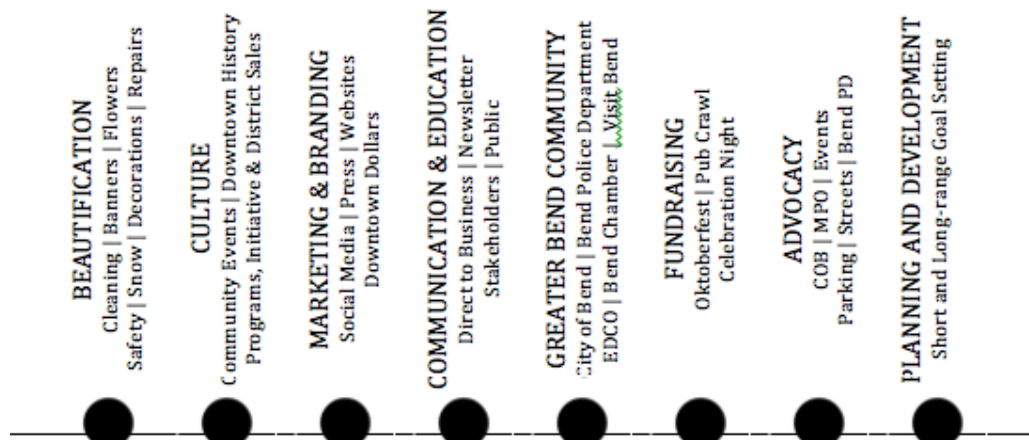 BEAUTIFICATION
Cleaning | Banners | Flowers
Safety | Snow | Decorations | Repairs
CULTURE
Community Events | Downtown History
Programs, Initiative & District Sales
MARKETING & BRANDING
Social Media | Press | Websites
Downtown Dollars
COMMUNICATION & EDUCATION
Direct to Business | Newsletter
Stakeholders | Public
GREATER BEND COMMUNITY
City of Bend | Bend Police Department
EDCO | Bend Chamber | Visit Bend
FUNDRAISING
Oktoberfest | Pub Crawl
Celebration Night
ADVOCACY
COB | MPO | Events
Parking | Streets | Bend PD
PLANNING AND DEVELOPMENT
Short and Long-range Goal Setting